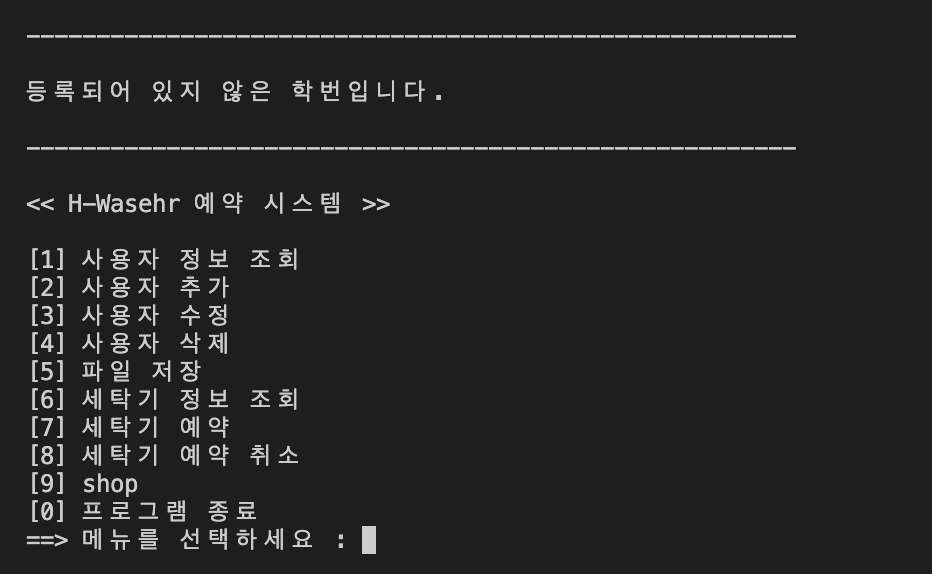 -------------------------------------------------------
등록되어 있지 않은 학번입니다.
-------------------------------------------------------
<< H-Wasehr 예약 시스템 >>
[1] 사용자 정보 조회
[2] 사용자 추가
[3] 사용자 수정
[4] 사용자 삭제
[5] 파일 저장
[6] 세탁기 정보 조회
[7] 세탁기 예약
[8] 세탁기 예약 취소
[9] shop
[0] 프로그램 종료
==> 메뉴를 선택하세요 :